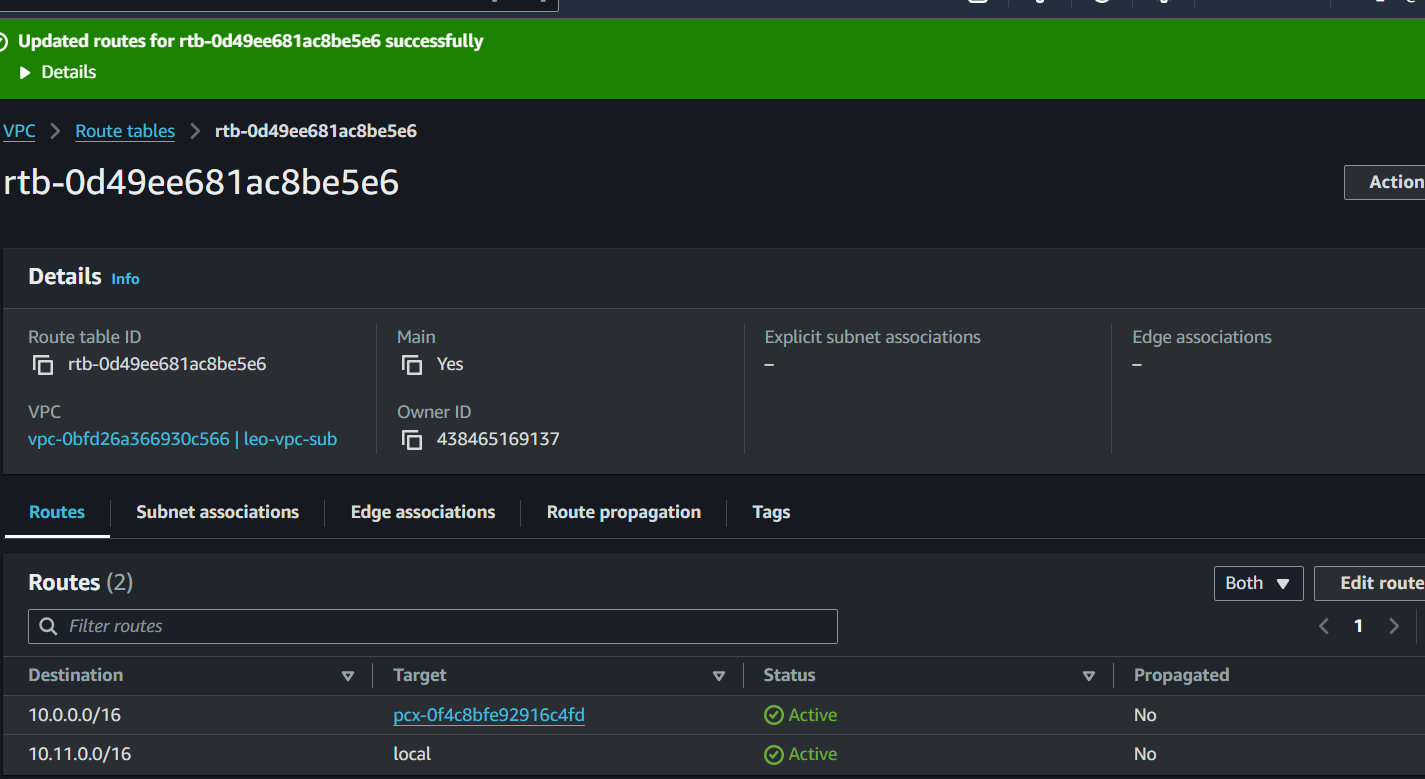 Updated routes for rtb-0d49ee681ac8be5e6 successfully
Details
VPC Route tables rtb-0d49ee681ac8be5e6
rtb-0d49ee681ac8be5e6
Action
Details Info
Route table ID Main Explicit subnet associations Edge associations
rtb-0d49ee681ac8be5e6 Yes – –
VPC Owner ID
vpc-0bfd26a366930c566 | leo-vpc-sub 438465169137
Routes Subnet associations Edge associations Route propagation Tags
Routes (2) Both Edit route
Filter routes 1
Destination Target Status Propagated
10.0.0.0/16 pcx-0f4c8bfe92916c4fd Active No
10.11.0.0/16 local Active No